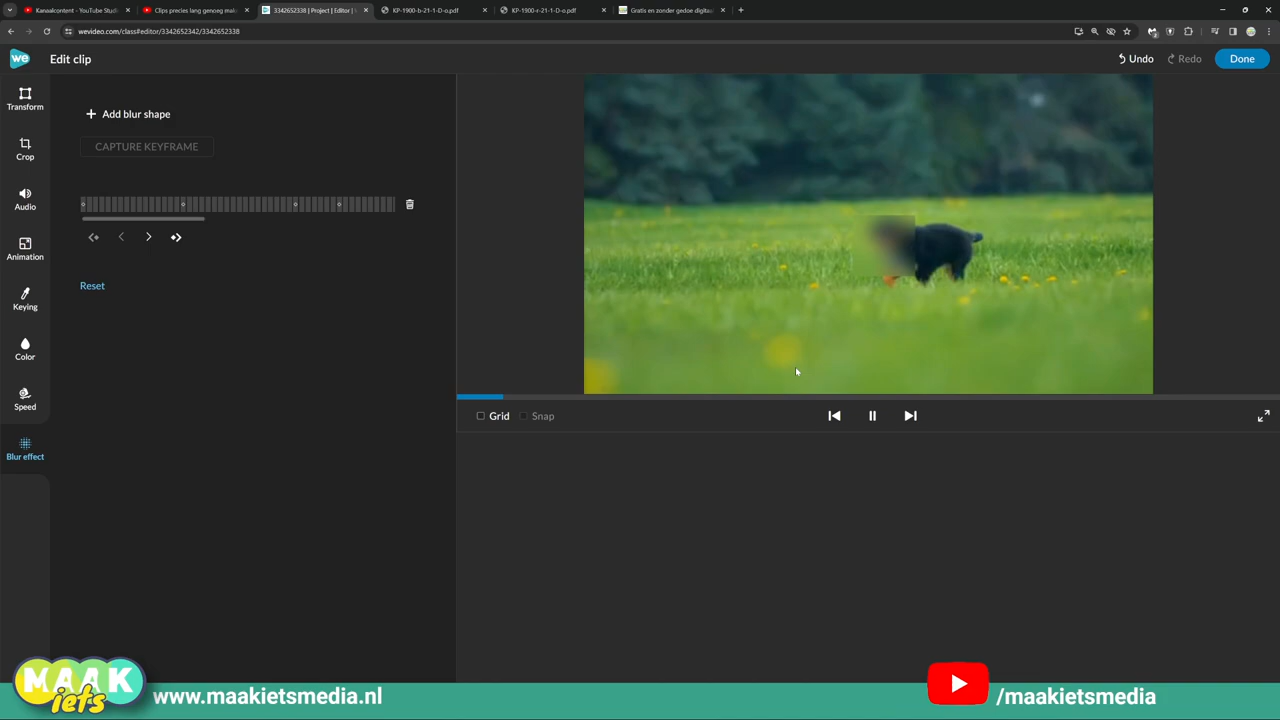 Kanaalcontent - YouTube Stud
Clips precies lang genoeg mak
3342652338 | Project | Editor |
KP-1900-b-21-1-D-o.pdf
KP-1900-r-21-1-D-o.pdf
Gratis en zonder gedoe digitaa
wevideo.com/class#editor/3342652342/3342652338
we
Edit clip
Undo
Redo
Done
Transform
Add blur shape
CAPTURE KEYFRAME
Crop
Audio
Animation
Reset
Keying
Color
Speed
Grid
Snap
Blur effect
MAAK
iets
www.maakietsmedia.nl
/maakietsmedia